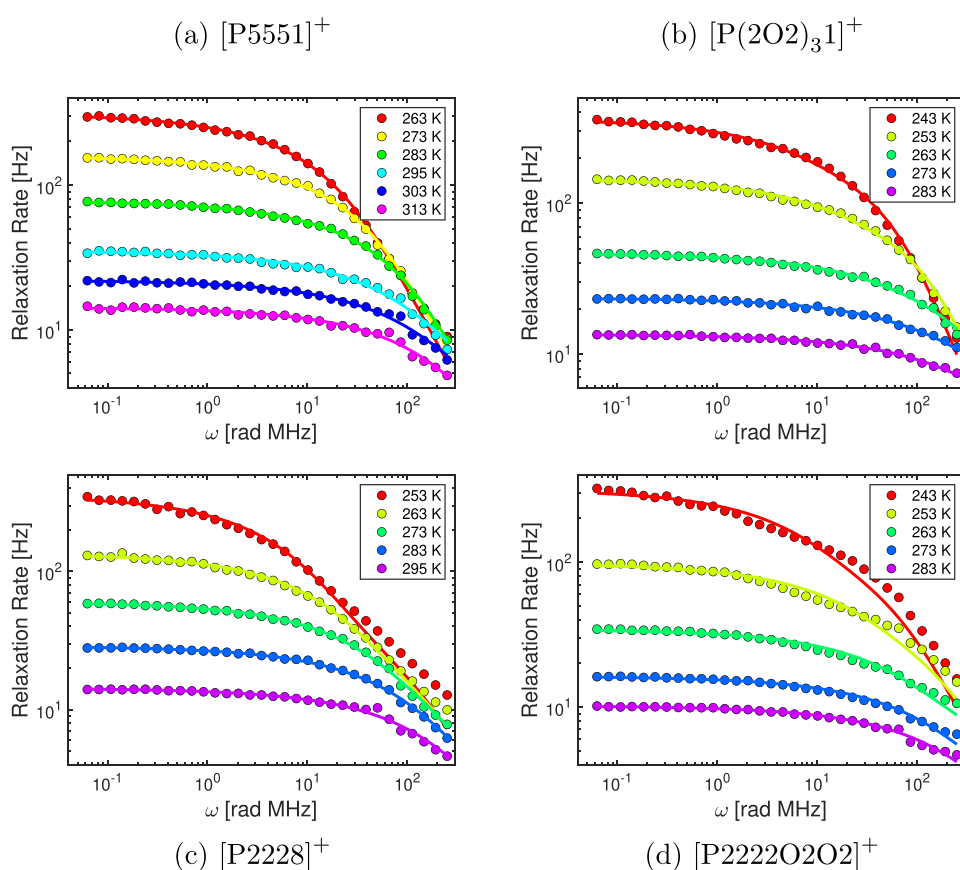 (a) [P5551]⁺
(b) [P(2O2)₃1]⁺
Relaxation Rate [Hz]
10²
10¹
263 K
273 K
283 K
295 K
303 K
313 K
10⁻¹ 10⁰ 10¹ 10²
ω [rad MHz]
Relaxation Rate [Hz]
10²
10¹
243 K
253 K
263 K
273 K
283 K
10⁻¹ 10⁰ 10¹ 10²
ω [rad MHz]
Relaxation Rate [Hz]
10²
10¹
253 K
263 K
273 K
283 K
295 K
10⁻¹ 10⁰ 10¹ 10²
ω [rad MHz]
Relaxation Rate [Hz]
10²
10¹
243 K
253 K
263 K
273 K
283 K
10⁻¹ 10⁰ 10¹ 10²
ω [rad MHz]
(c) [P2228]⁺
(d) [P2222O2O2]⁺